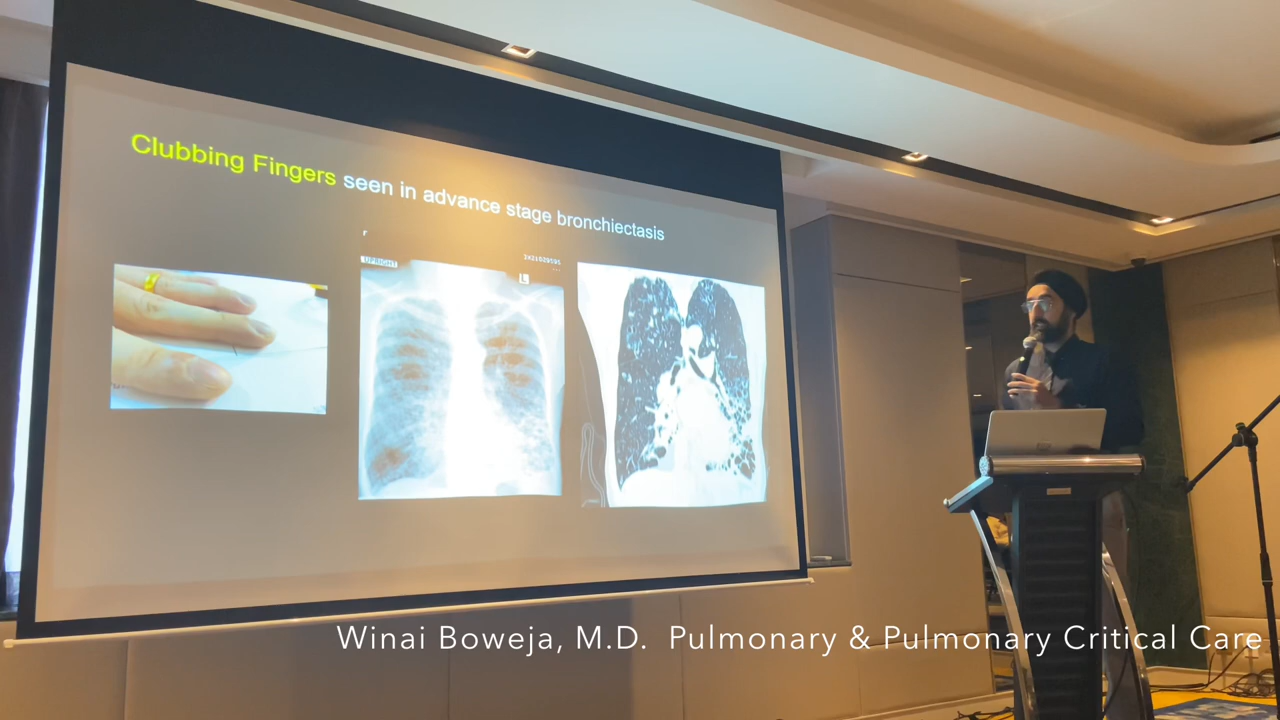 Clubbing Fingers seen in advance stage bronchiectasis
UPRIGHT
L
Winai Boweja, M.D.  Pulmonary & Pulmonary Critical Care